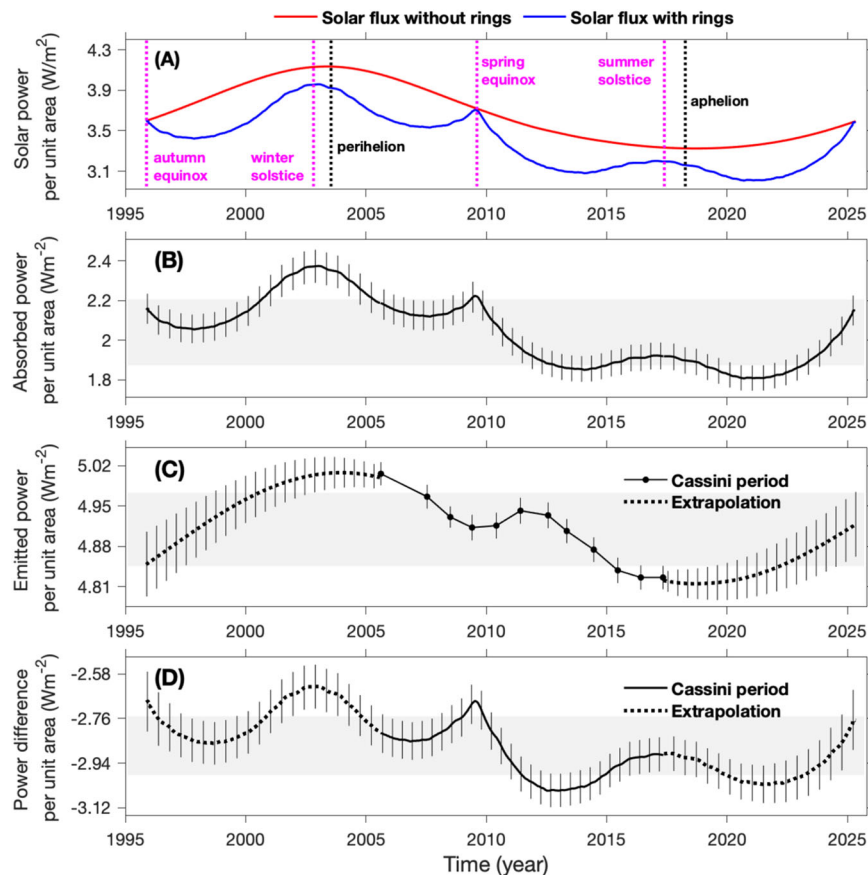 Solar flux without rings Solar flux with rings
(A)
Solar power
per unit area (W/m²)
4.3
3.9
3.5
3.1
autumn
equinox
winter
solstice
perihelion
spring
equinox
summer
solstice
aphelion
1995 2000 2005 2010 2015 2020 2025
(B)
Absorbed power
per unit area (Wm⁻²)
2.4
2.2
2
1.8
1995 2000 2005 2010 2015 2020 2025
(C)
Emitted power
per unit area (Wm⁻²)
5.02
4.95
4.88
4.81
Cassini period
Extrapolation
1995 2000 2005 2010 2015 2020 2025
(D)
Power difference
per unit area (Wm⁻²)
-2.58
-2.76
-2.94
-3.12
Cassini period
Extrapolation
1995 2000 2005 2010 2015 2020 2025
Time (year)